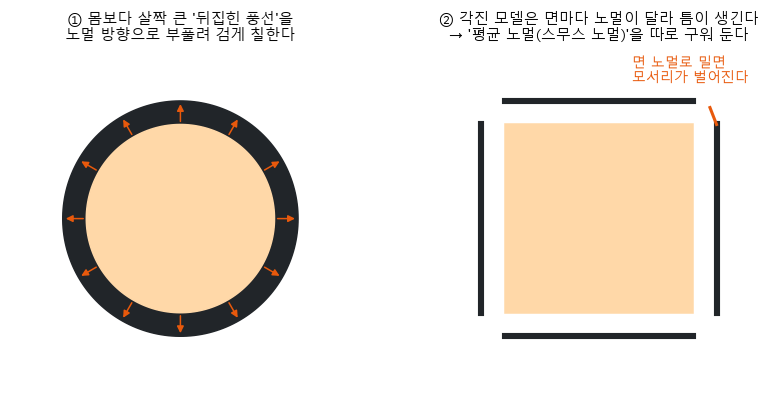 ① 몸보다 살짝 큰 '뒤집힌 풍선'을
노멀 방향으로 부풀려 검게 칠한다
② 각진 모델은 면마다 노멀이 달라 틈이 생긴다
→ '평균 노멀(스무스 노멀)'을 따로 구워 둔다
면 노멀로 밀면
모서리가 벌어진다